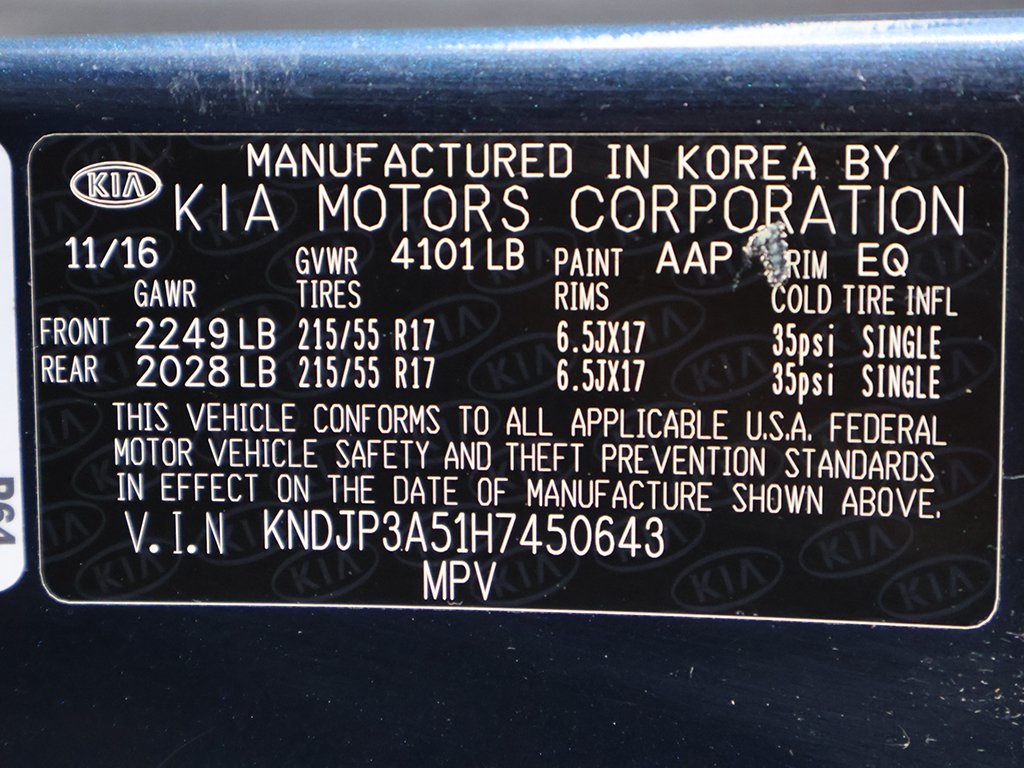 MANUFACTURED IN KOREA BY
KIA KIA MOTORS CORPORATION
11/16 GVWR 4101 LB PAINT AAP TRIM EQ
GAWR TIRES RIMS COLD TIRE INFL
FRONT 2249 LB 215/55 R17 6.5JX17 35psi SINGLE
REAR 2028 LB 215/55 R17 6.5JX17 35psi SINGLE
THIS VEHICLE CONFORMS TO ALL APPLICABLE U.S.A. FEDERAL
MOTOR VEHICLE SAFETY AND THEFT PREVENTION STANDARDS
IN EFFECT ON THE DATE OF MANUFACTURE SHOWN ABOVE.
V.I.N KNDJP3A51H7450643
MPV